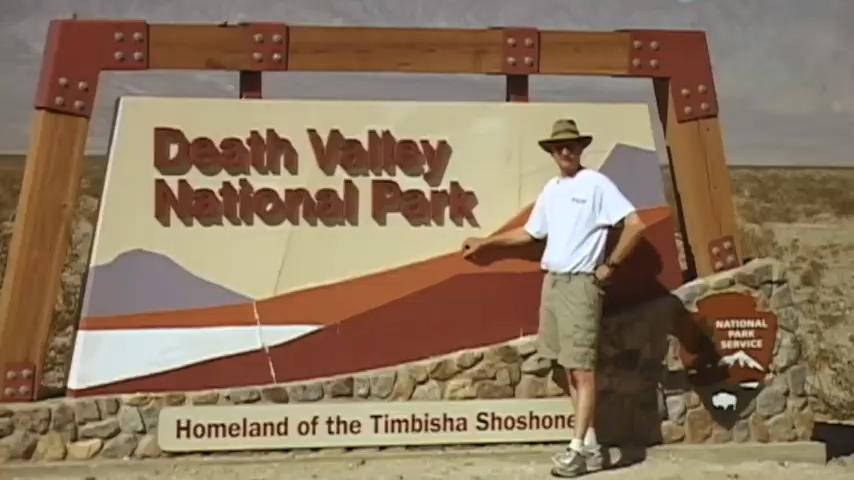 Death Valley
National Park
NATIONAL
PARK
SERVICE
Homeland of the Timbisha Shoshone